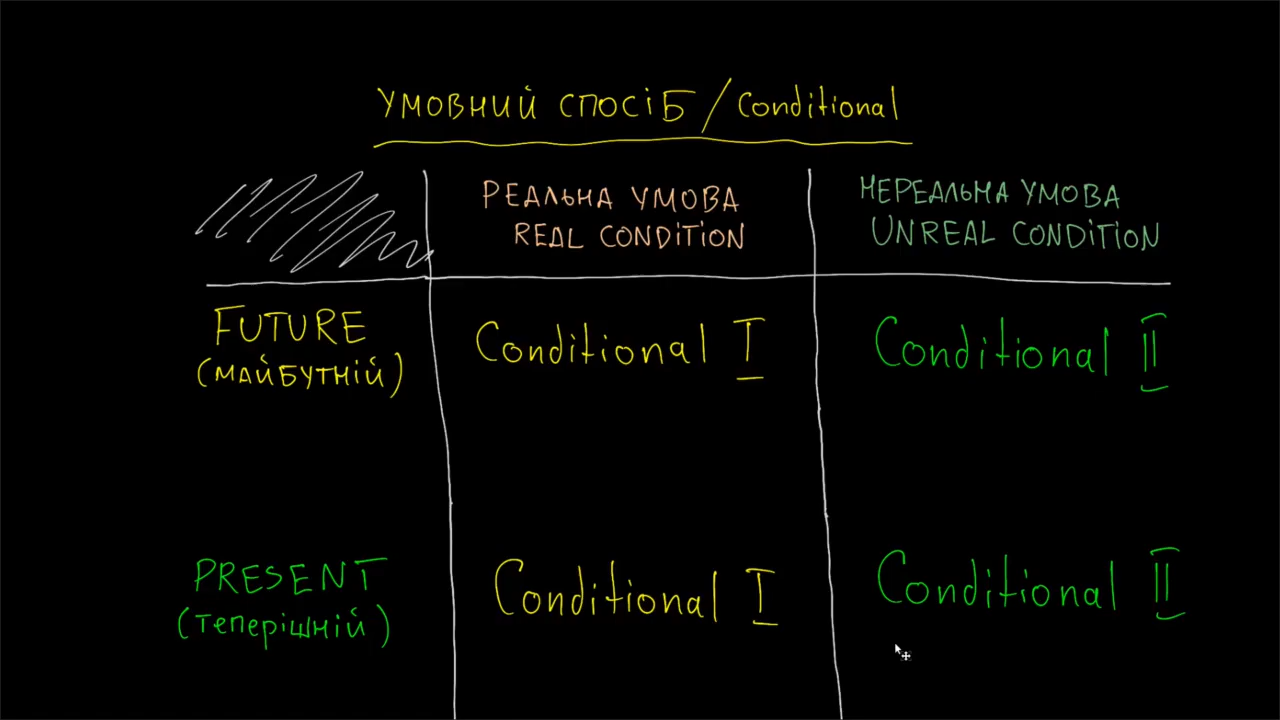 УМОВНИЙ СПОСІБ / Conditional
РЕАЛЬНА УМОВА
REAL CONDITION
НЕРЕАЛЬНА УМОВА
UNREAL CONDITION
FUTURE
(майбутній)
Conditional I
Conditional II
PRESENT
(теперішній)
Conditional I
Conditional II